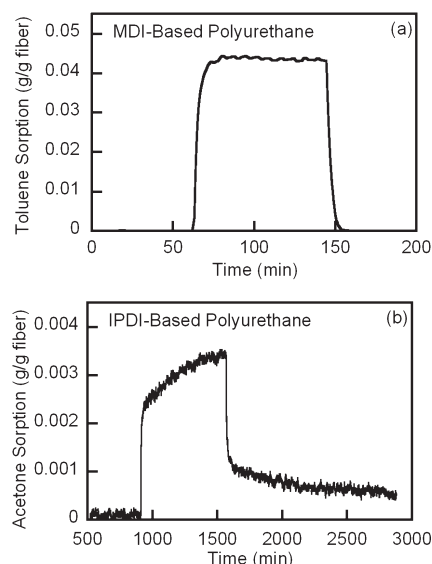 0.05
MDI-Based Polyurethane
(a)
0.04
0.03
0.02
0.01
0
Toluene Sorption (g/g fiber)
0 50 100 150 200
Time (min)
0.004
IPDI-Based Polyurethane
(b)
0.003
0.002
0.001
0
Acetone Sorption (g/g fiber)
500 1000 1500 2000 2500 3000
Time (min)